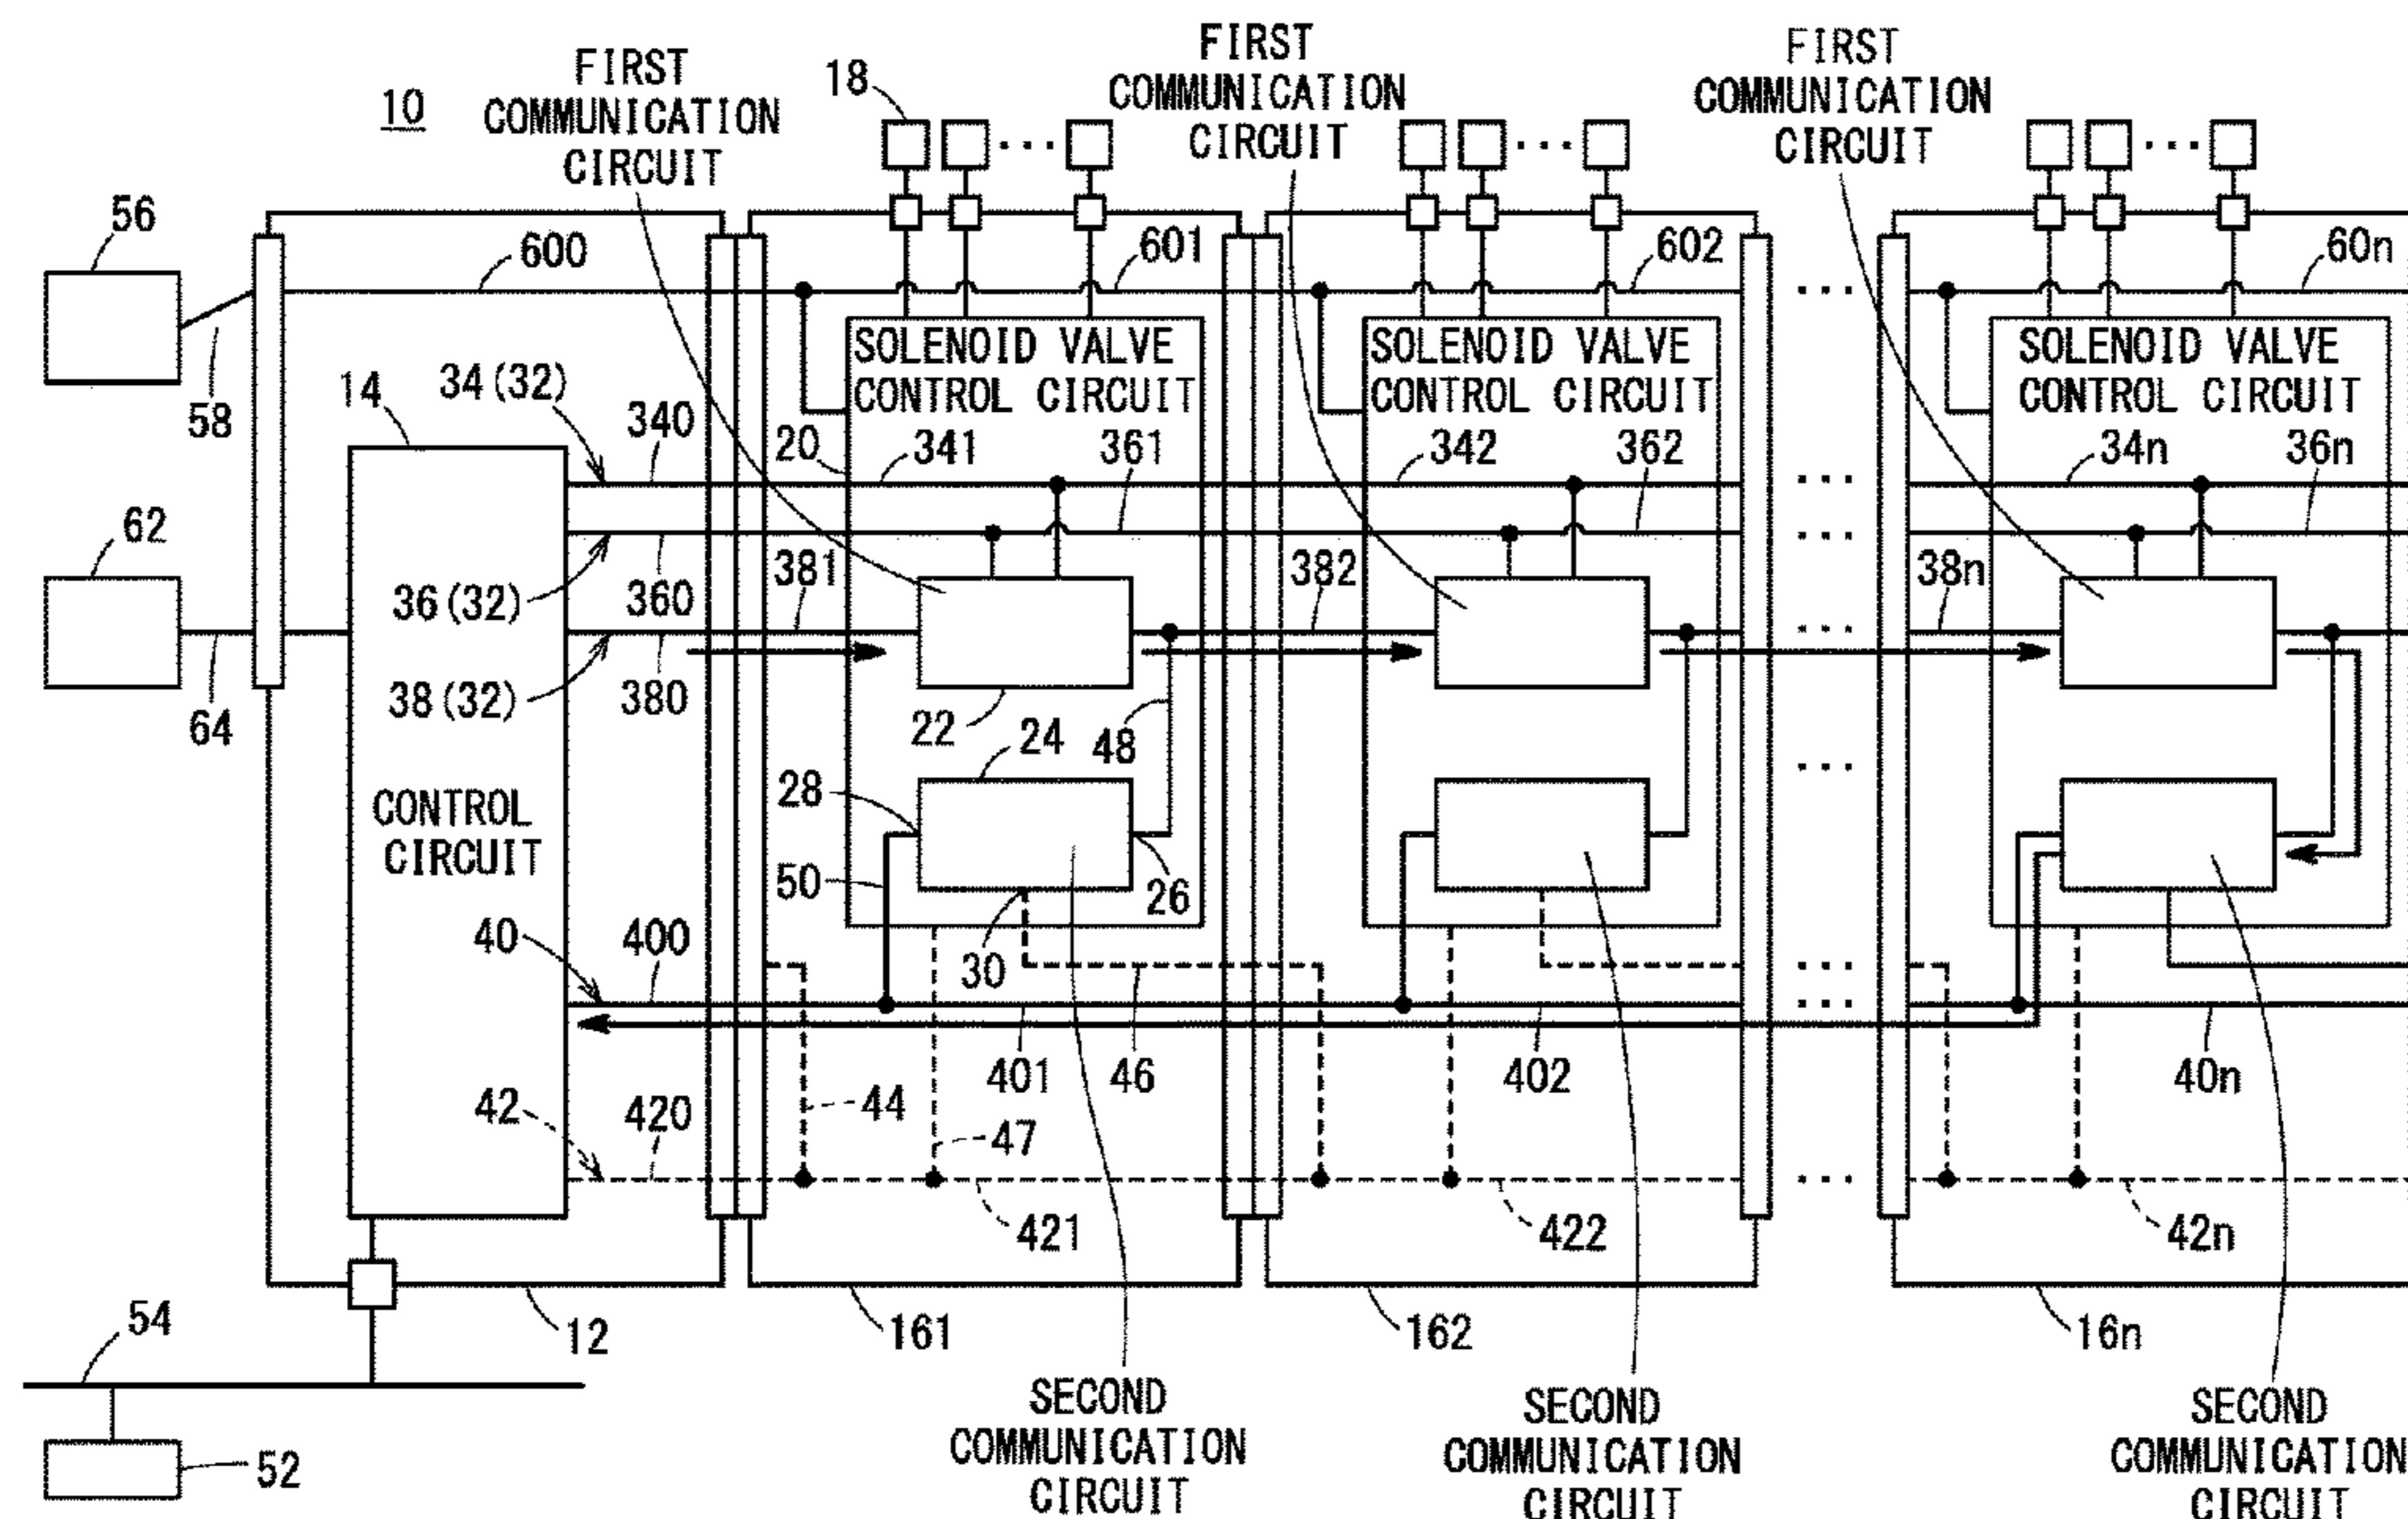 10
FIRST
COMMUNICATION
CIRCUIT
18
FIRST
COMMUNICATION
CIRCUIT
FIRST
COMMUNICATION
CIRCUIT
56
58
600
601
602
60n
62
64
14
CONTROL
CIRCUIT
34(32)
340
36(32)
360
38(32)
380
381
20
SOLENOID VALVE
CONTROL CIRCUIT
341
361
22
24
48
28
50
26
30
SOLENOID VALVE
CONTROL CIRCUIT
342
362
382
SOLENOID VALVE
CONTROL CIRCUIT
34n
36n
38n
...
40
400
401
46
402
40n
42
420
44
47
421
422
42n
12
161
162
16n
54
52
SECOND
COMMUNICATION
CIRCUIT
SECOND
COMMUNICATION
CIRCUIT
SECOND
COMMUNICATION
CIRCUIT